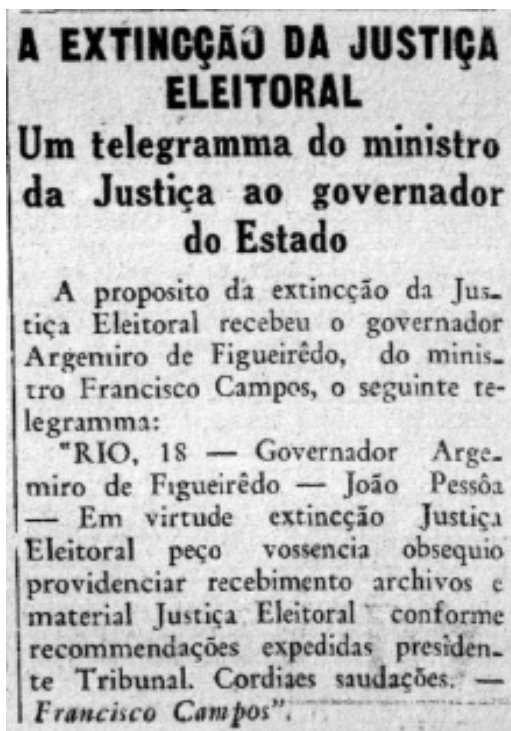 A EXTINCÇÃO DA JUSTIÇA
ELEITORAL
Um telegramma do ministro
da Justiça ao governador
do Estado
A proposito da extincção da Jus-
tiça Eleitoral recebeu o governador
Argemiro de Figueirêdo, do minis-
tro Francisco Campos, o seguinte re-
legramma:
"RIO, 18 — Governador Arge-
miro de Figueirêdo — João Pessôa
— Em virtude extincção Justiça
Eleitoral peço vossencia obsequio
providenciar recebimento archivos e
material Justiça Eleitoral conforme
recommendações expedidas presiden-
te Tribunal. Cordiaes saudações. —
Francisco Campos".